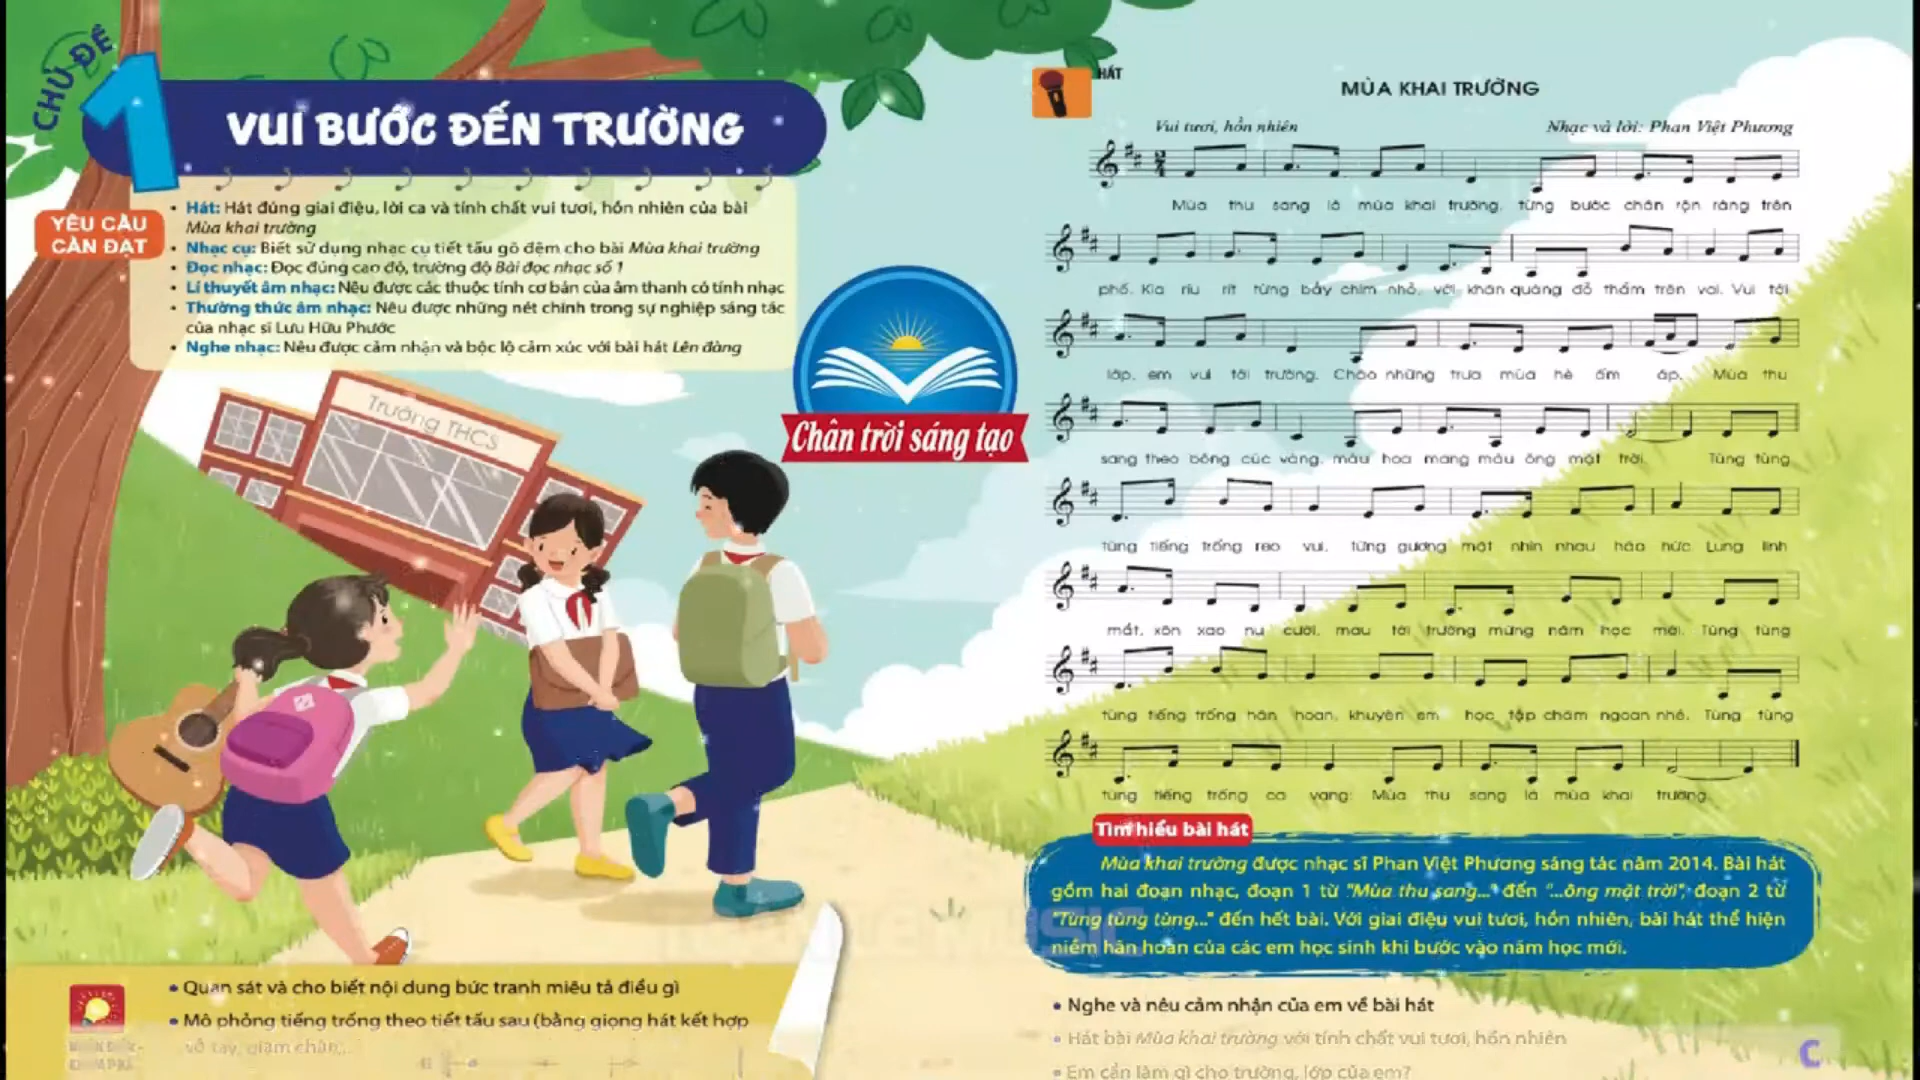 CHỦ ĐỀ
1
VUI BƯỚC ĐẾN TRƯỜNG
YÊU CẦU
CẦN ĐẠT
• Hát: Hát đúng giai điệu, lời ca và tính chất vui tươi, hồn nhiên của bài
Mùa khai trường
• Nhạc cụ: Biết sử dụng nhạc cụ tiết tấu gõ đệm cho bài Mùa khai trường
• Đọc nhạc: Đọc đúng cao độ, trường độ Bài đọc nhạc số 1
• Lí thuyết âm nhạc: Nêu được các thuộc tính cơ bản của âm thanh có tính nhạc
• Thường thức âm nhạc: Nêu được những nét chính trong sự nghiệp sáng tác
của nhạc sĩ Lưu Hữu Phước
• Nghe nhạc: Nêu được cảm nhận và bộc lộ cảm xúc với bài hát Lên đàng
Trường THCS
Chân trời sáng tạo
• Quan sát và cho biết nội dung bức tranh miêu tả điều gì
• Mô phỏng tiếng trống theo tiết tấu sau (bằng giọng hát kết hợp
vỗ tay, giậm chân,...
HÁT
MÙA KHAI TRƯỜNG
Vui tươi, hồn nhiên
Nhạc và lời: Phan Việt Phương
Mùa thu sang là mùa khai trường, từng bước chân rộn ràng trên
phố. Kìa ríu rít từng bầy chim nhỏ, với khăn quàng đỏ thắm trên vai. Vui tới
lớp, em vui tới trường. Chào những trưa mùa hè ấm áp. Mùa thu
sang theo bông cúc vàng, màu hoa mang màu ông mặt trời. Tùng tùng
tùng tiếng trống reo vui, từng gương mặt nhìn nhau háo hức. Lung linh
mắt, xôn xao nụ cười, mau tới trường mừng năm học mới. Tùng tùng
tùng tiếng trống hân hoan, khuyên em học tập chăm ngoan nhé. Tùng tùng
tùng tiếng trống ca vang: Mùa thu sang là mùa khai trường.
Tìm hiểu bài hát
Mùa khai trường được nhạc sĩ Phan Việt Phương sáng tác năm 2014. Bài hát
gồm hai đoạn nhạc, đoạn 1 từ "Mùa thu sang..." đến "...ông mặt trời"; đoạn 2 từ
"Tùng tùng tùng..." đến hết bài. Với giai điệu vui tươi, hồn nhiên, bài hát thể hiện
niềm hân hoan của các em học sinh khi bước vào năm học mới.
• Nghe và nêu cảm nhận của em về bài hát
• Hát bài Mùa khai trường với tính chất vui tươi, hồn nhiên
• Em cần làm gì cho trường, lớp của em?
C